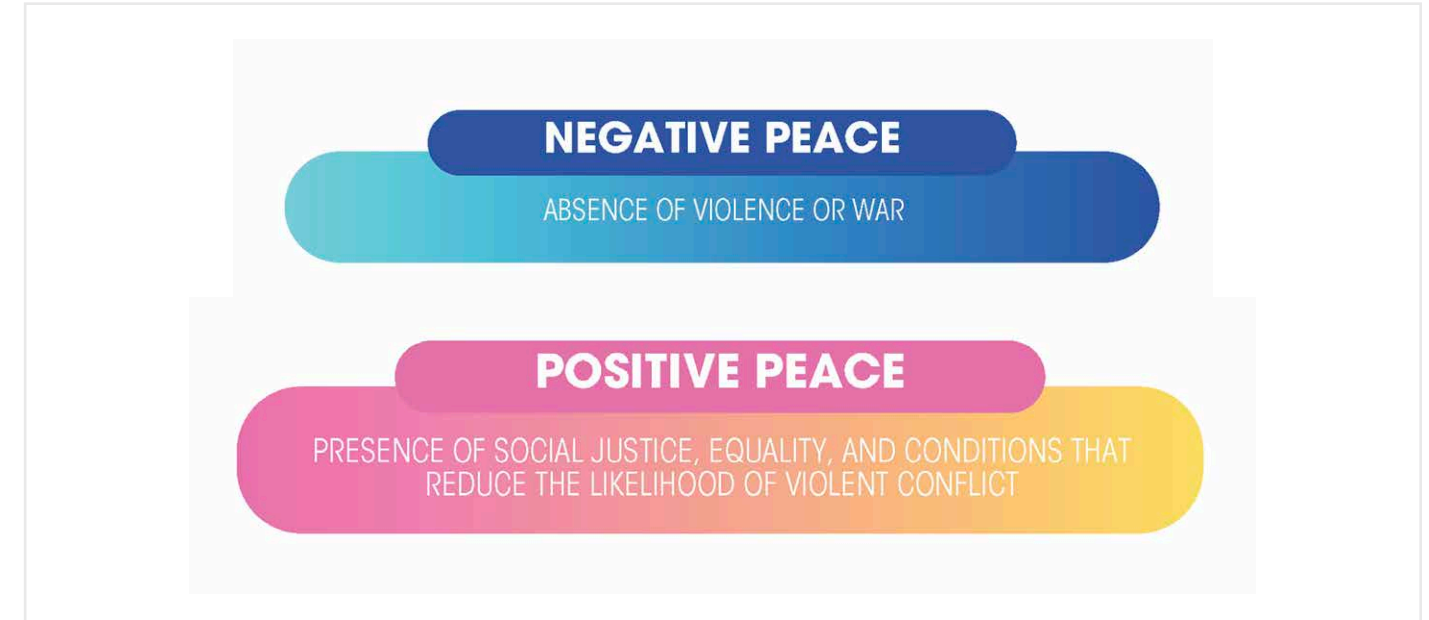 NEGATIVE PEACE
ABSENCE OF VIOLENCE OR WAR
POSITIVE PEACE
PRESENCE OF SOCIAL JUSTICE, EQUALITY, AND CONDITIONS THAT
REDUCE THE LIKELIHOOD OF VIOLENT CONFLICT